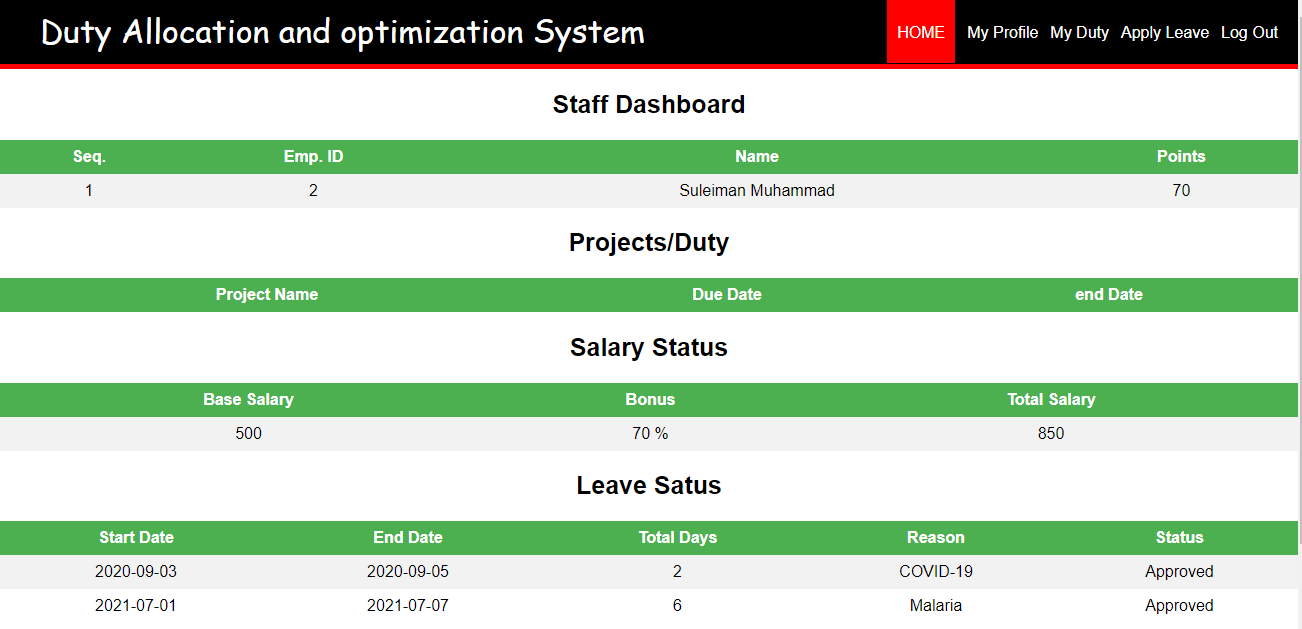 Duty Allocation and optimization System
HOME My Profile My Duty Apply Leave Log Out
Staff Dashboard
Seq. Emp. ID Name Points
1 2 Suleiman Muhammad 70
Projects/Duty
Project Name Due Date end Date
Salary Status
Base Salary Bonus Total Salary
500 70 % 850
Leave Satus
Start Date End Date Total Days Reason Status
2020-09-03 2020-09-05 2 COVID-19 Approved
2021-07-01 2021-07-07 6 Malaria Approved